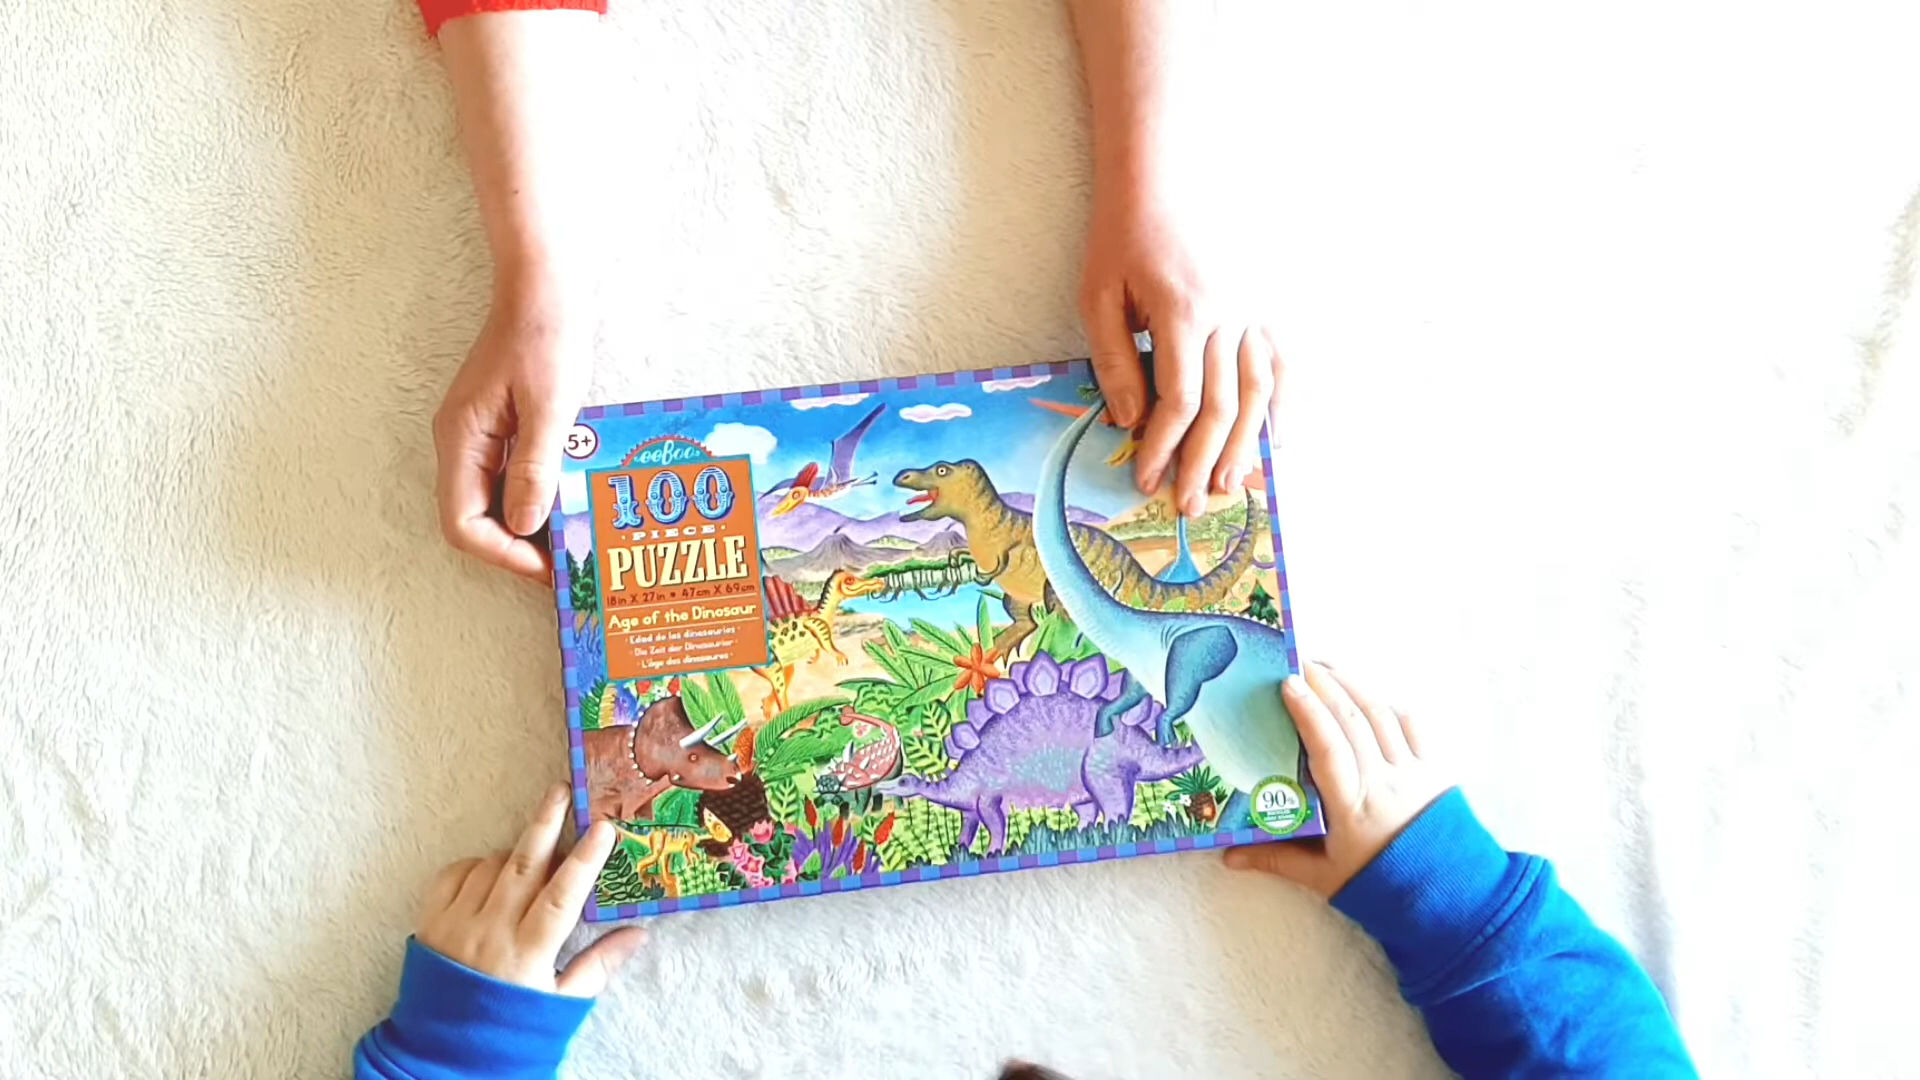 5+
eeBoo
100
PIECE
PUZZLE
18in X 27in • 47cm X 69cm
Age of the Dinosaur
• Edad de los dinosaurios •
• Die Zeit der Dinosaurier •
• L'âge des dinosaures •
90%